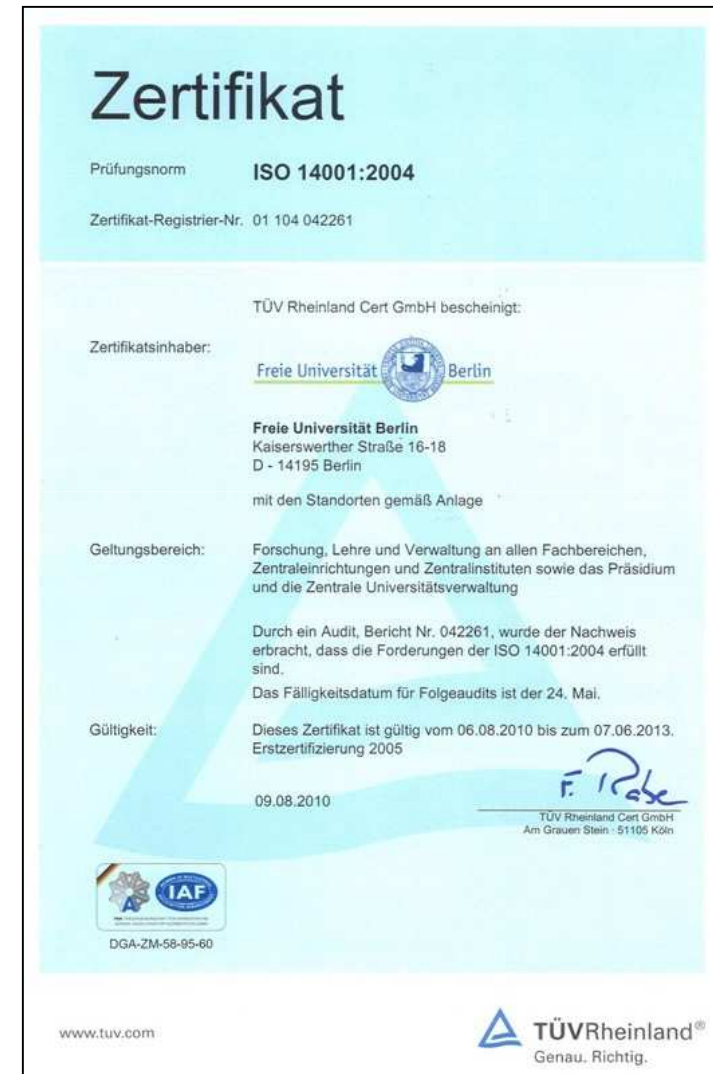 Zertifikat
Prüfungsnorm ISO 14001:2004
Zertifikat-Registrier-Nr. 01 104 042261
TÜV Rheinland Cert GmbH bescheinigt:
Zertifikatsinhaber:
Freie Universität Berlin
Freie Universität Berlin
Kaiserswerther Straße 16-18
D - 14195 Berlin
mit den Standorten gemäß Anlage
Geltungsbereich: Forschung, Lehre und Verwaltung an allen Fachbereichen,
Zentraleinrichtungen und Zentralinstituten sowie das Präsidium
und die Zentrale Universitätsverwaltung
Durch ein Audit, Bericht Nr. 042261, wurde der Nachweis
erbracht, dass die Forderungen der ISO 14001:2004 erfüllt
sind.
Das Fälligkeitsdatum für Folgeaudits ist der 24. Mai.
Gültigkeit: Dieses Zertifikat ist gültig vom 06.08.2010 bis zum 07.06.2013.
Erstzertifizierung 2005
F. Rabe
09.08.2010
TÜV Rheinland Cert GmbH
Am Grauen Stein · 51105 Köln
IAF
DGA-ZM-58-95-60
www.tuv.com
TÜVRheinland®
Genau. Richtig.